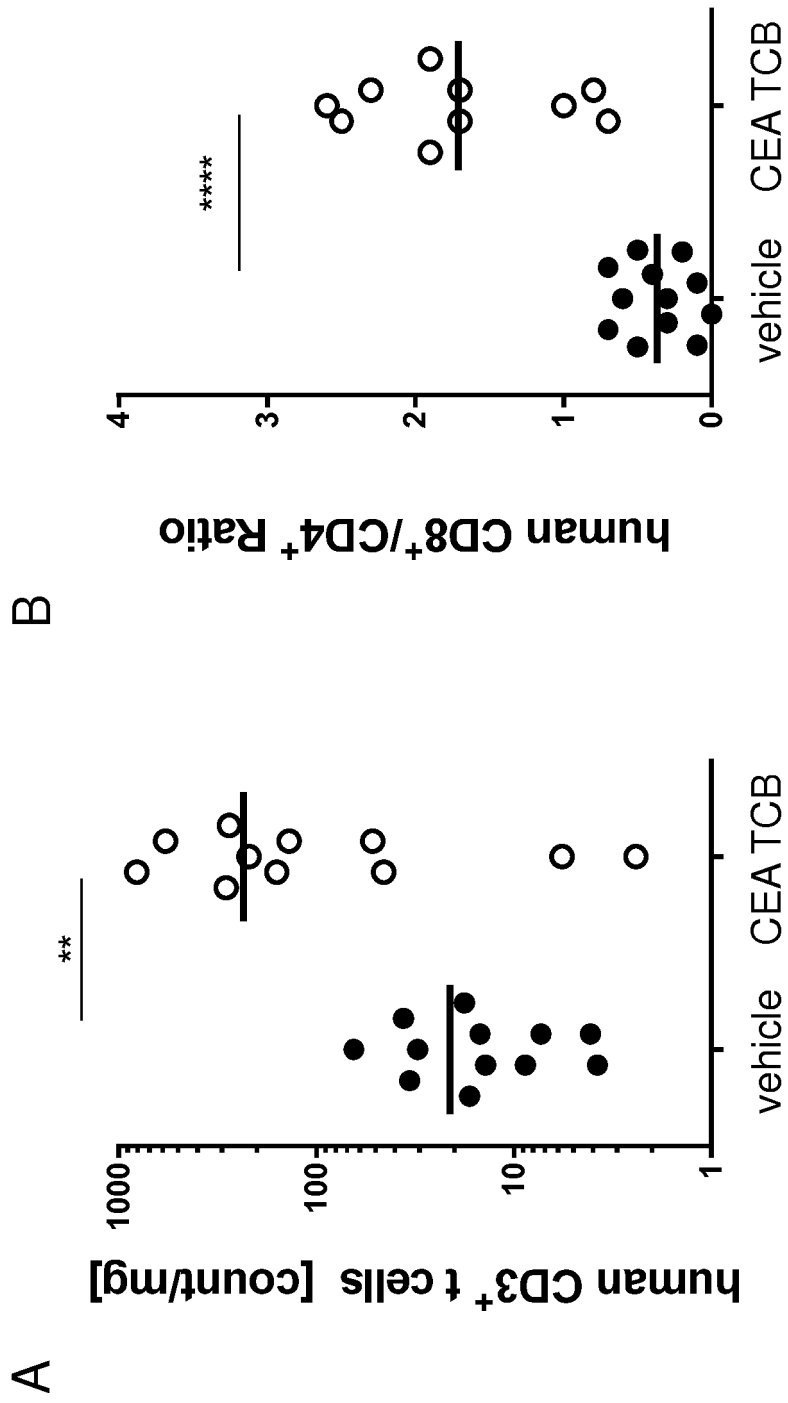 A
human CD3⁺ t cells [count/mg]
1000
100
10
1
**
vehicle
CEA TCB
B
human CD8⁺/CD4⁺ Ratio
4
3
2
1
0
****
vehicle
CEA TCB